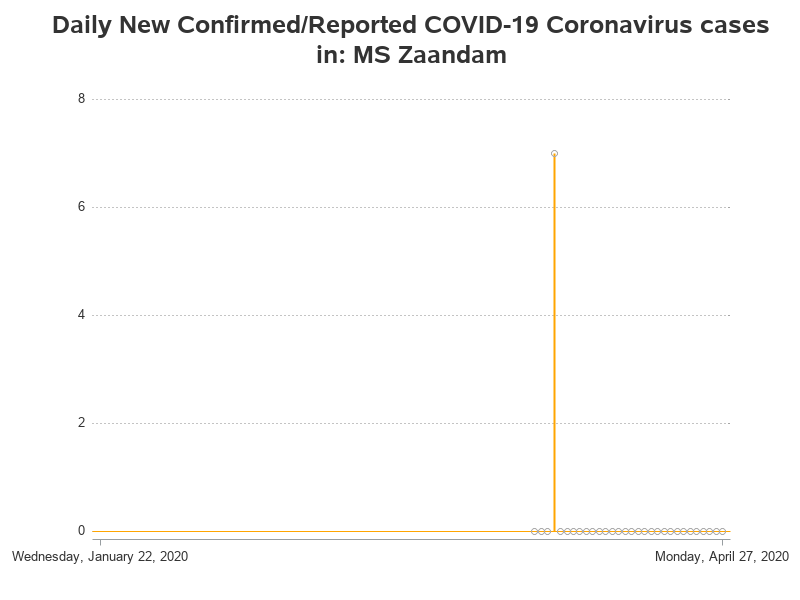 Daily New Confirmed/Reported COVID-19 Coronavirus cases
in: MS Zaandam
8
6
4
2
0
Wednesday, January 22, 2020
Monday, April 27, 2020